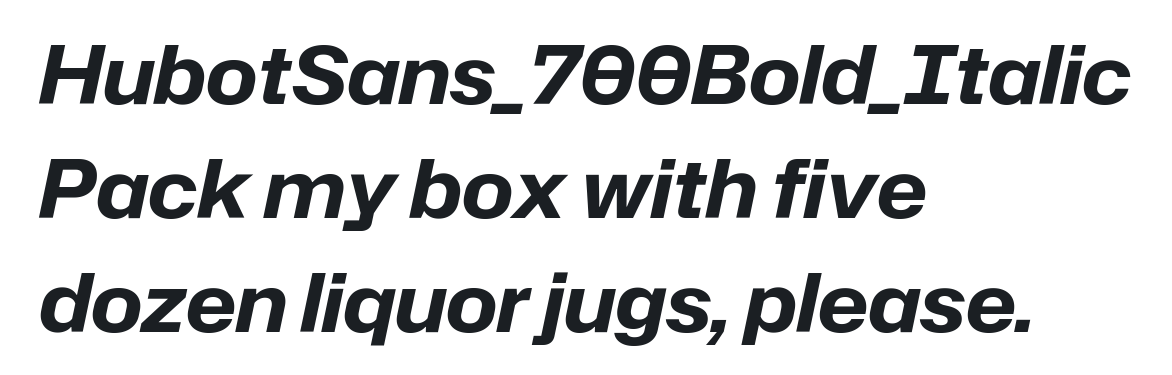 HubotSans_700Bold_Italic
Pack my box with five
dozen liquor jugs, please.